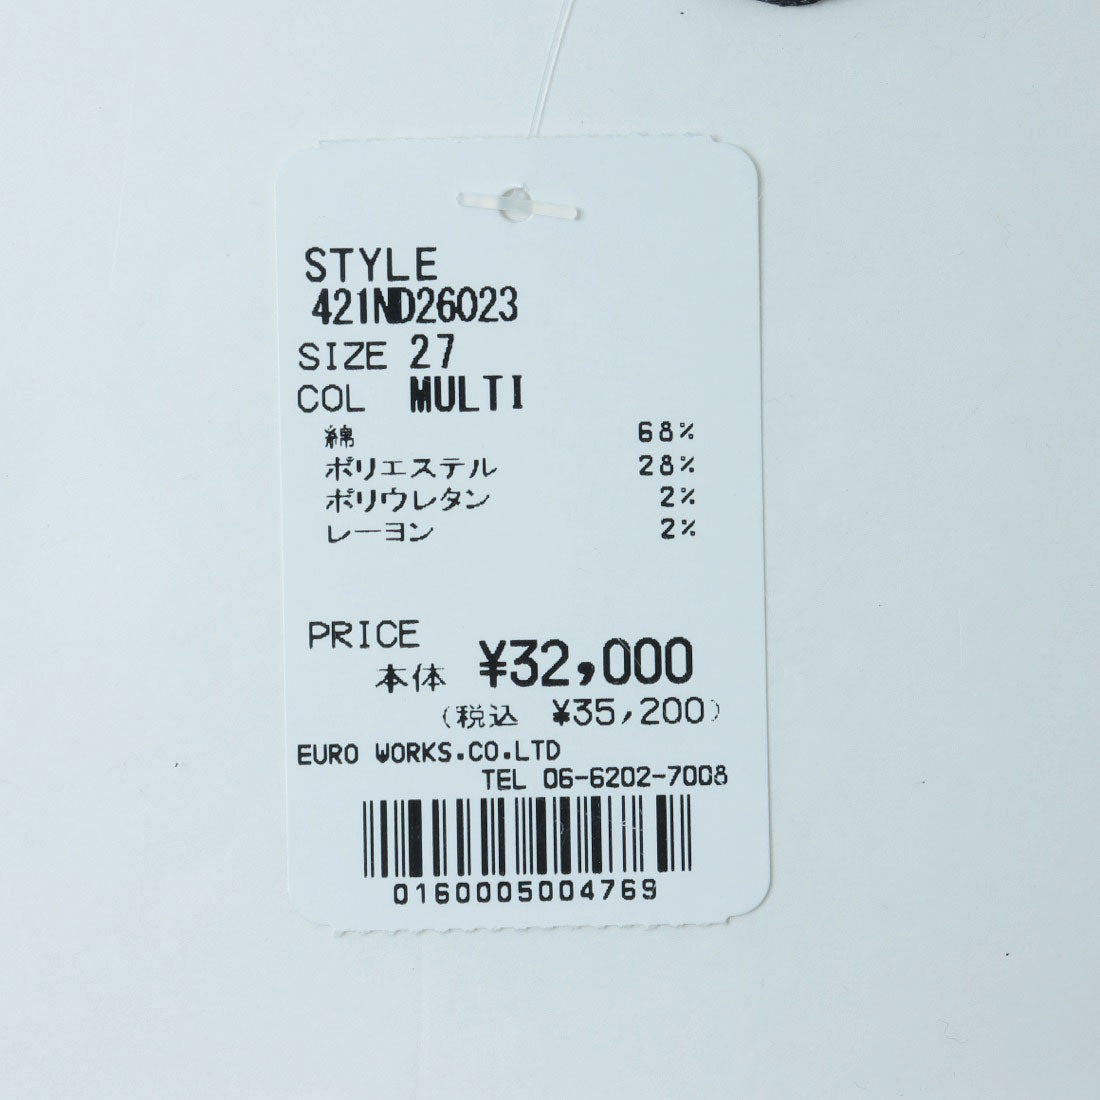 STYLE
421ND26023
SIZE 27
COL MULTI
綿 68%
ポリエステル 28%
ポリウレタン 2%
レーヨン 2%
PRICE
本体 ¥32,000
(税込 ¥35,200)
EURO WORKS.CO.LTD
TEL 06-6202-7008
0160005004769